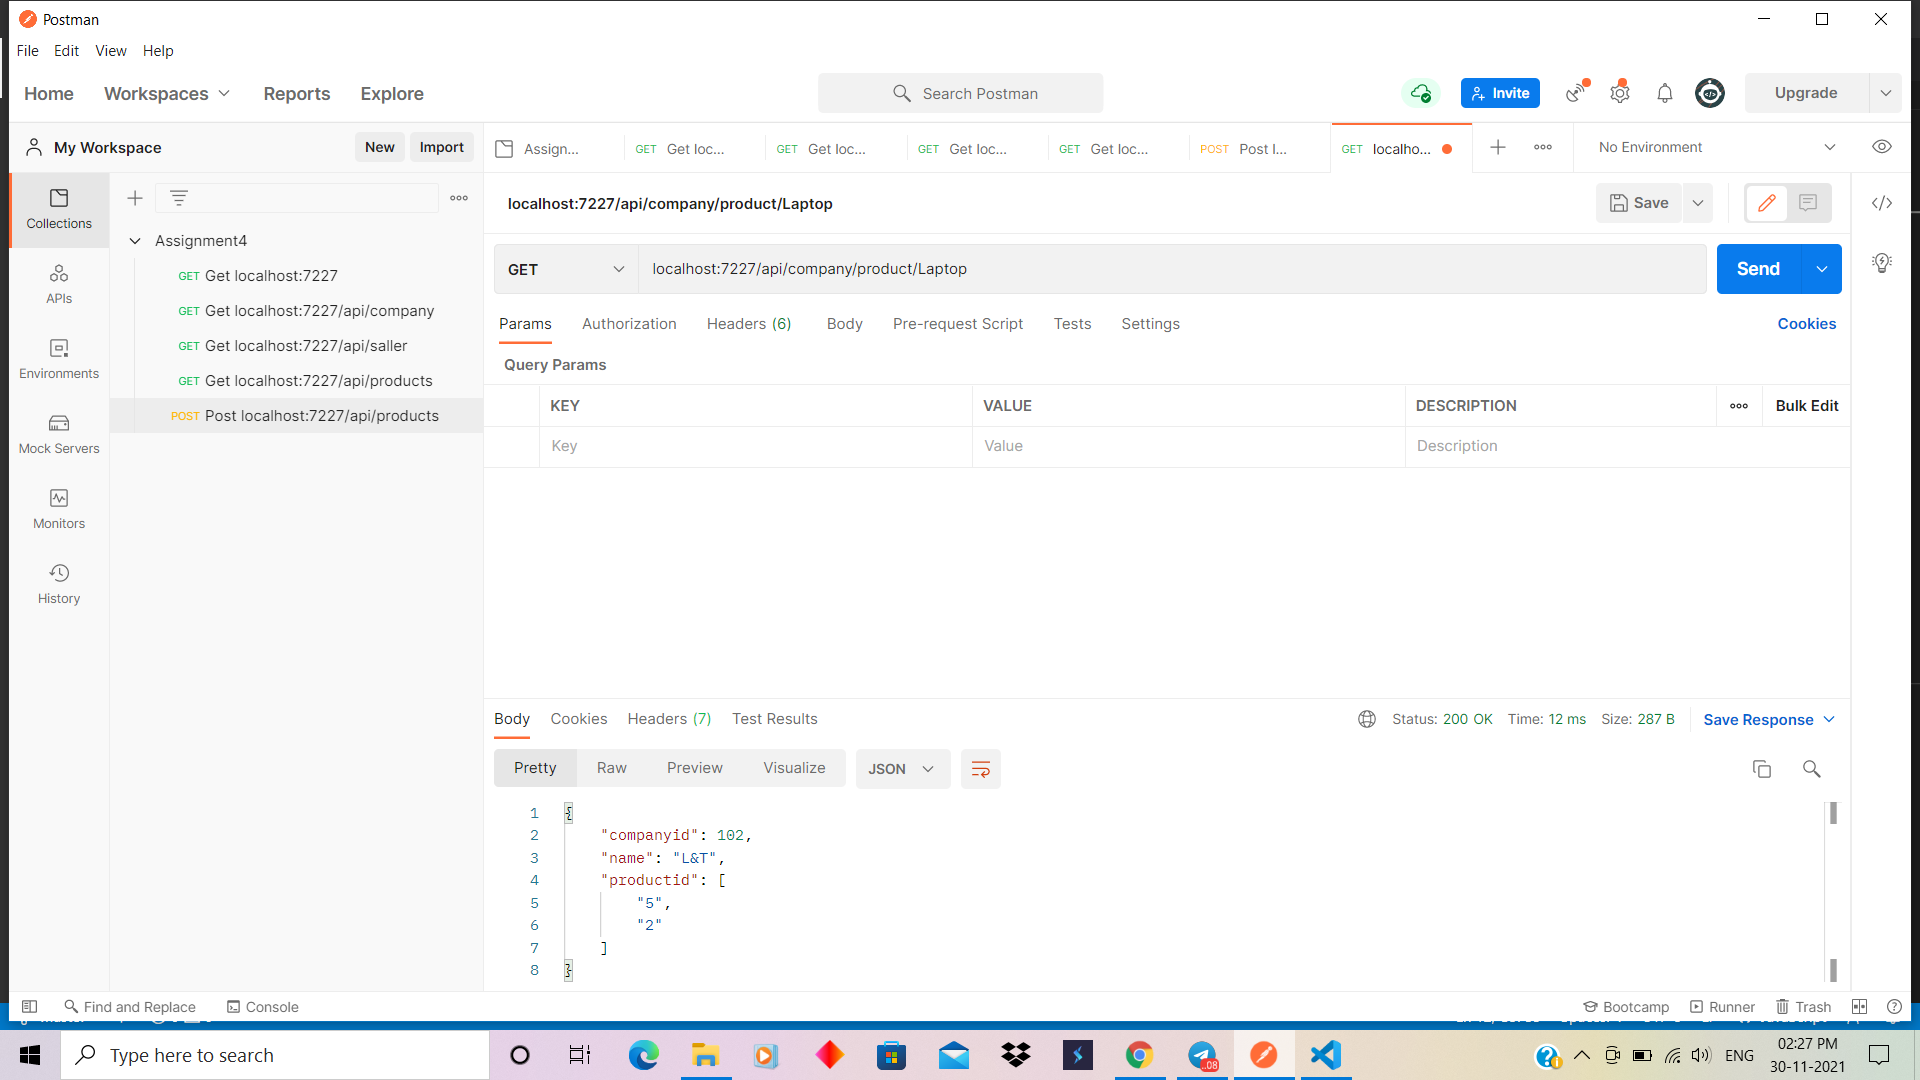 Postman
File Edit View Help
Home Workspaces Reports Explore
Search Postman
Invite
Upgrade
My Workspace
New Import
Assign...
GET Get loc...
GET Get loc...
GET Get loc...
GET Get loc...
POST Post l...
GET localho...
No Environment
Collections
APIs
Environments
Mock Servers
Monitors
History
Assignment4
GET Get localhost:7227
GET Get localhost:7227/api/company
GET Get localhost:7227/api/saller
GET Get localhost:7227/api/products
POST Post localhost:7227/api/products
localhost:7227/api/company/product/Laptop
Save
GET localhost:7227/api/company/product/Laptop
Send
Params Authorization Headers (6) Body Pre-request Script Tests Settings Cookies
Query Params
KEY VALUE DESCRIPTION Bulk Edit
Key Value Description
Body Cookies Headers (7) Test Results
Status: 200 OK Time: 12 ms Size: 287 B Save Response
Pretty Raw Preview Visualize JSON
1 {
2 "companyid": 102,
3 "name": "L&T",
4 "productid": [
5 "5",
6 "2"
7 ]
8 }
Find and Replace Console
Bootcamp Runner Trash
Type here to search
..08
ENG
02:27 PM
30-11-2021